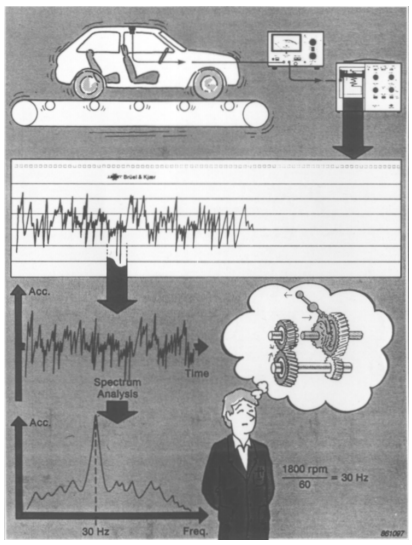 Brüel & Kjær
Acc.
Time
Spectrum
Analysis
Acc.
1800 rpm
60
= 30 Hz
30 Hz
Freq.
861097